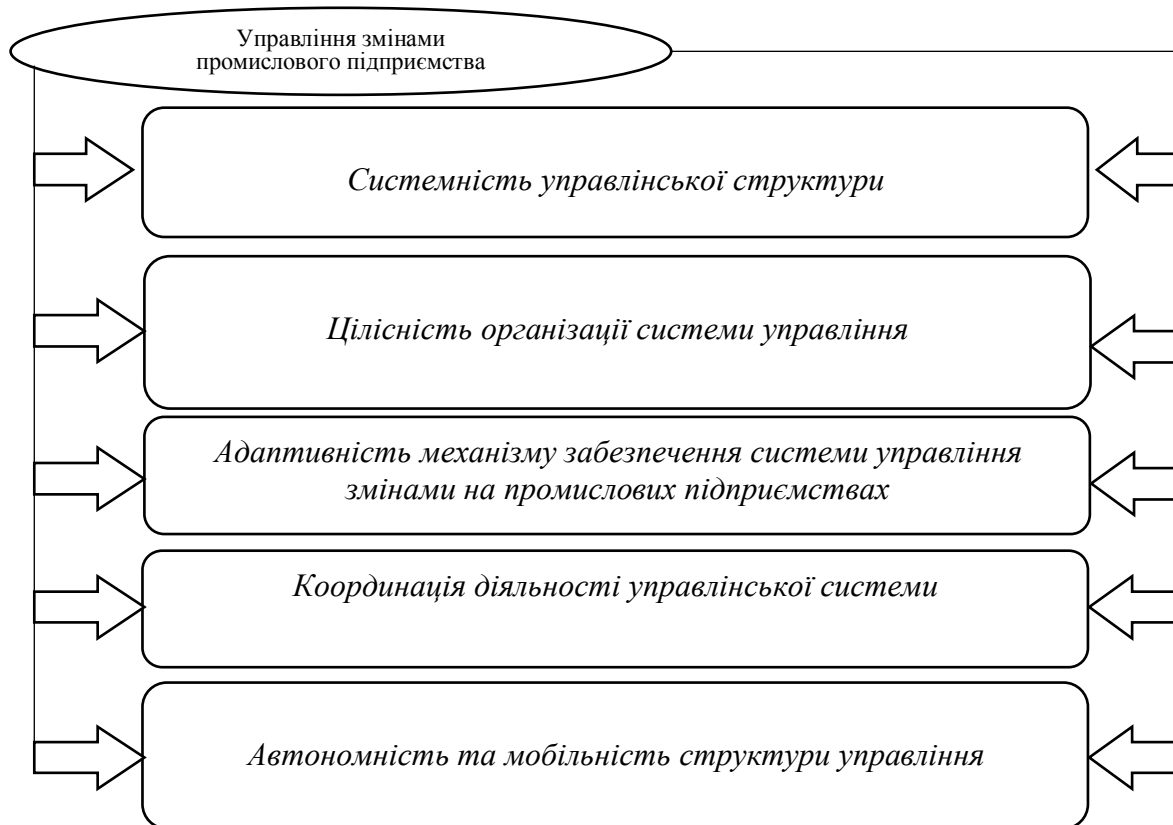 Управління змінами
промислового підприємства
Системність управлінської структури
Цілісність організації системи управління
Адаптивність механізму забезпечення системи управління
змінами на промислових підприємствах
Координація діяльності управлінської системи
Автономність та мобільність структури управління